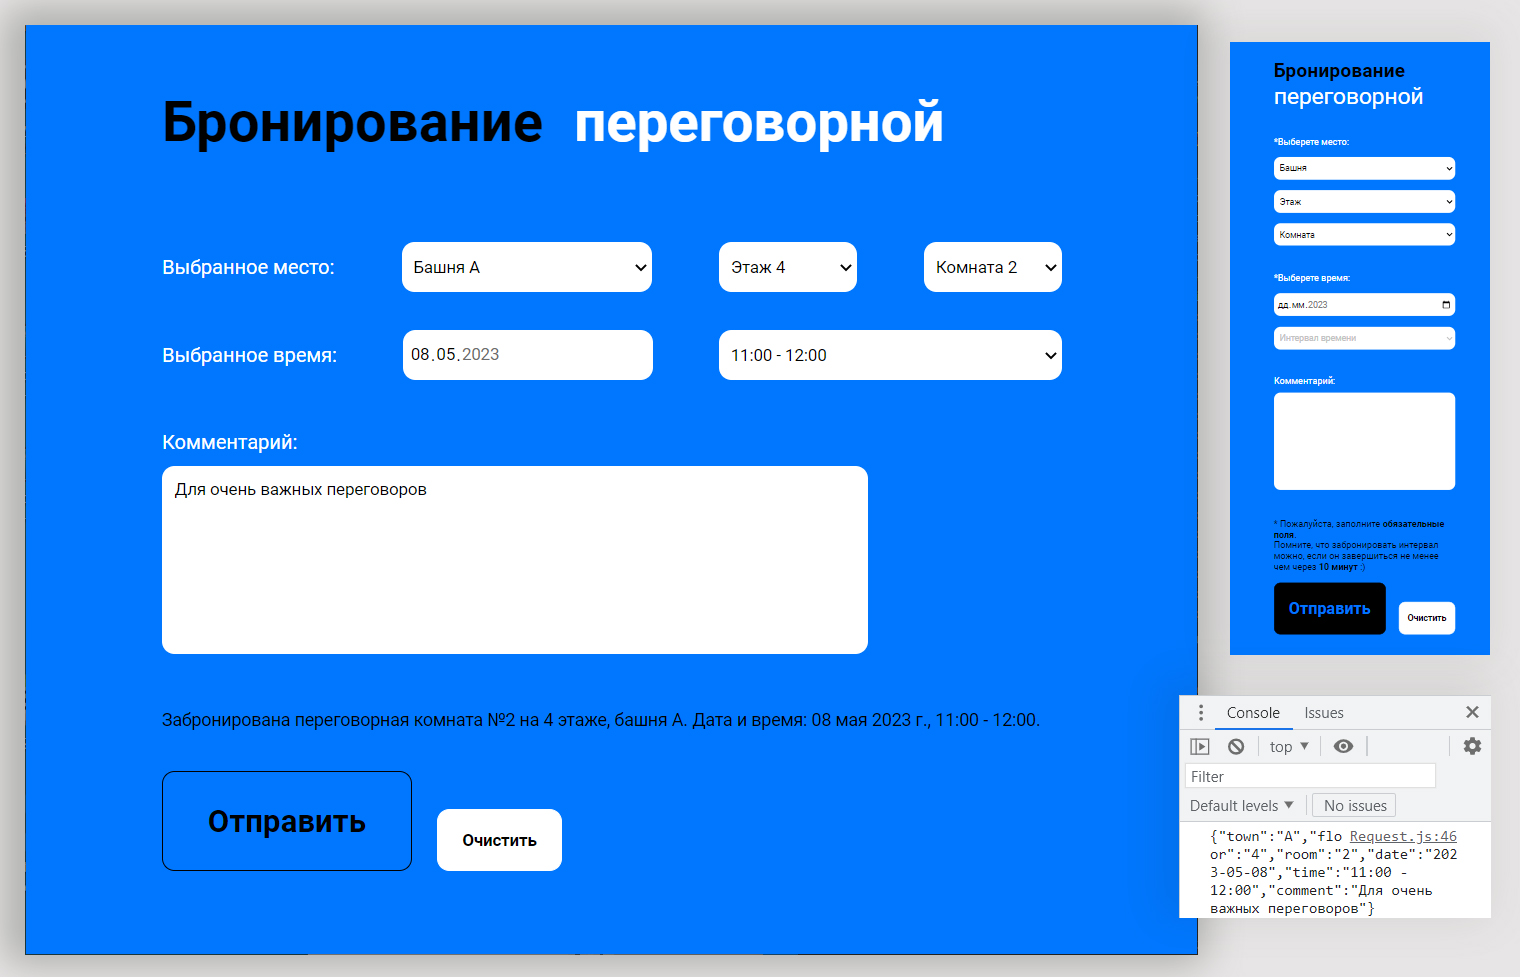 Бронирование переговорной
Выбранное место:
Башня А
Этаж 4
Комната 2
Выбранное время:
08.05.2023
11:00 - 12:00
Комментарий:
Для очень важных переговоров
Забронирована переговорная комната №2 на 4 этаже, башня А. Дата и время: 08 мая 2023 г., 11:00 - 12:00.
Отправить
Очистить
Бронирование
переговорной
*Выберете место:
Башня
Этаж
Комната
*Выберете время:
дд.мм.2023
Интервал времени
Комментарий:
* Пожалуйста, заполните обязательные
поля.
Помните, что забронировать интервал
можно, если он завершиться не менее
чем через 10 минут :)
Отправить
Очистить
Console Issues
top
Filter
Default levels No issues
{"town":"A","flo Request.js:46
or":"4","room":"2","date":"202
3-05-08","time":"11:00 -
12:00","comment":"Для очень
важных переговоров"}